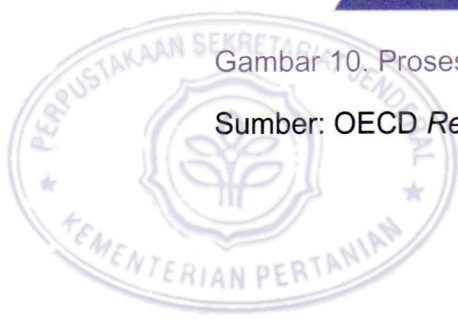 Gambar 10. Proses
Sumber: OECD Re
PERPUSTAKAAN SEKRETARIAT JENDERAL
KEMENTERIAN PERTANIAN